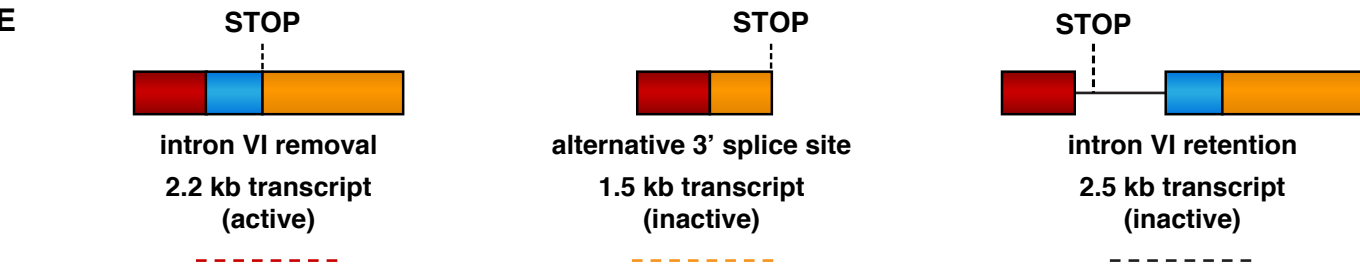 E
STOP STOP STOP
intron VI removal alternative 3’ splice site intron VI retention
2.2 kb transcript 1.5 kb transcript 2.5 kb transcript
(active) (inactive) (inactive)